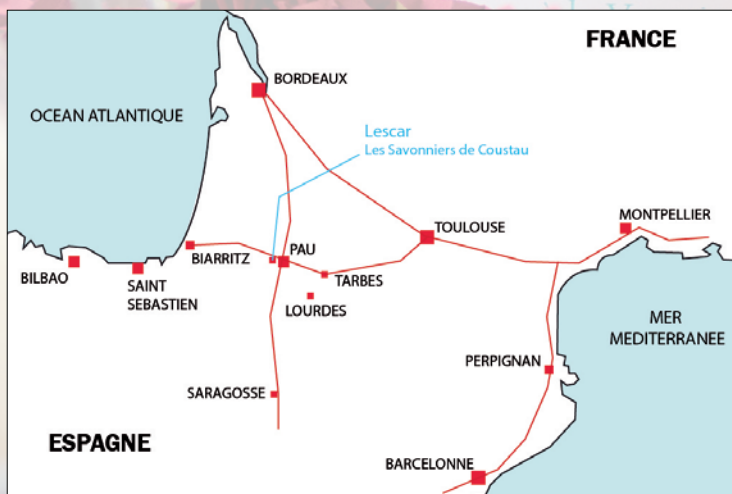 FRANCE
BORDEAUX
OCEAN ATLANTIQUE
Lescar
Les Savonniers de Coustau
MONTPELLIER
TOULOUSE
BIARRITZ
PAU
BILBAO
SAINT
SEBASTIEN
TARBES
LOURDES
MER
MEDITERRANEE
PERPIGNAN
SARAGOSSE
ESPAGNE
BARCELONNE